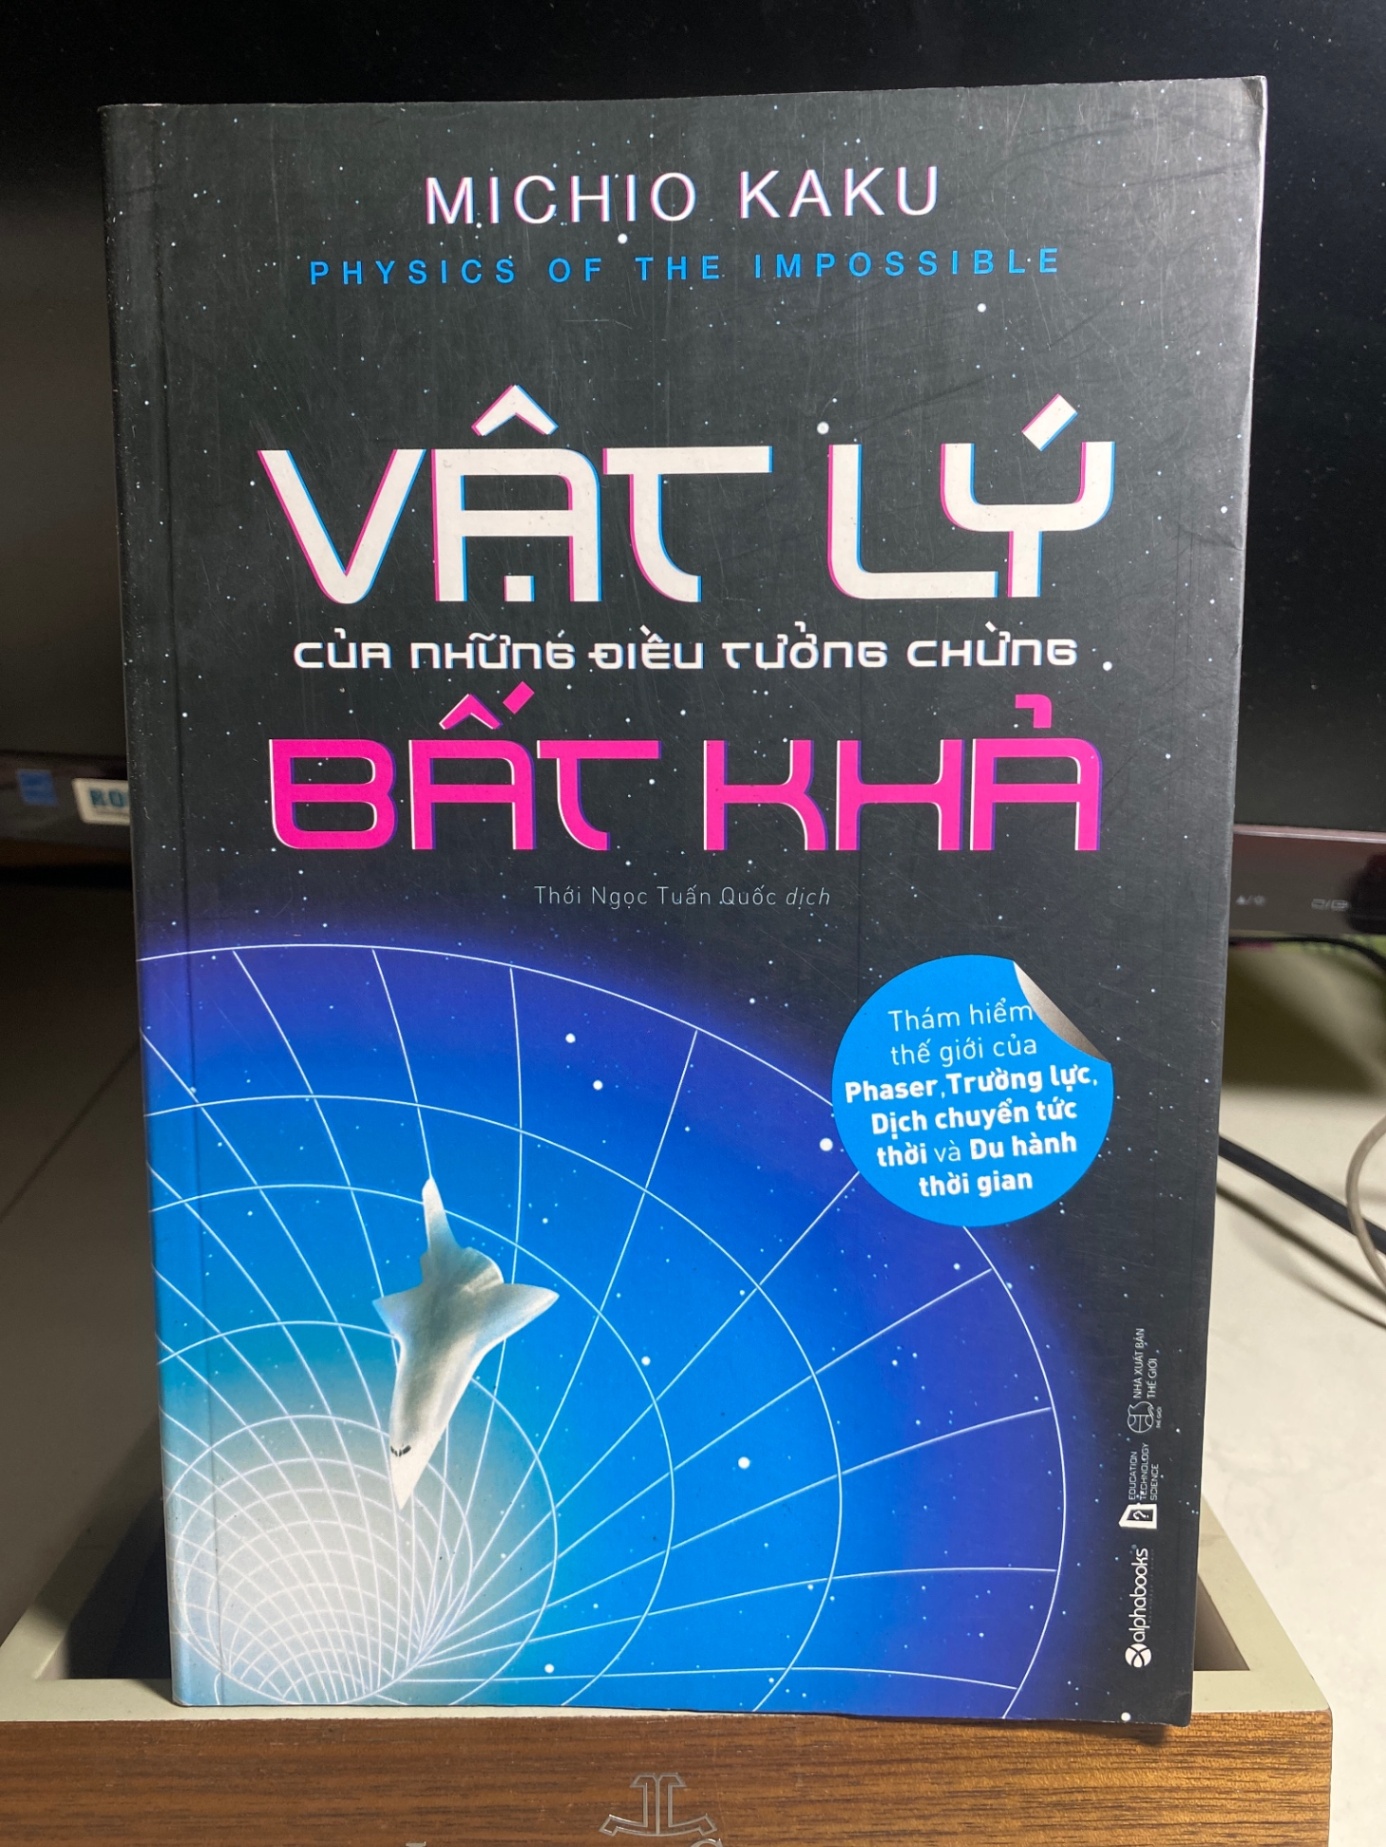 MICHIO KAKU
PHYSICS OF THE IMPOSSIBLE
VẬT LÝ
CỦA NHỮNG ĐIỀU TƯỞNG CHỪNG
BẤT KHẢ
Thới Ngọc Tuấn Quốc dịch
Thám hiểm
thế giới của
Phaser, Trường lực,
Dịch chuyển tức
thời và Du hành
thời gian
NHÀ XUẤT BẢN
THẾ GIỚI
THẾ GIỚI
EDUCATION
TECHNOLOGY
SCIENCE
alphabooks